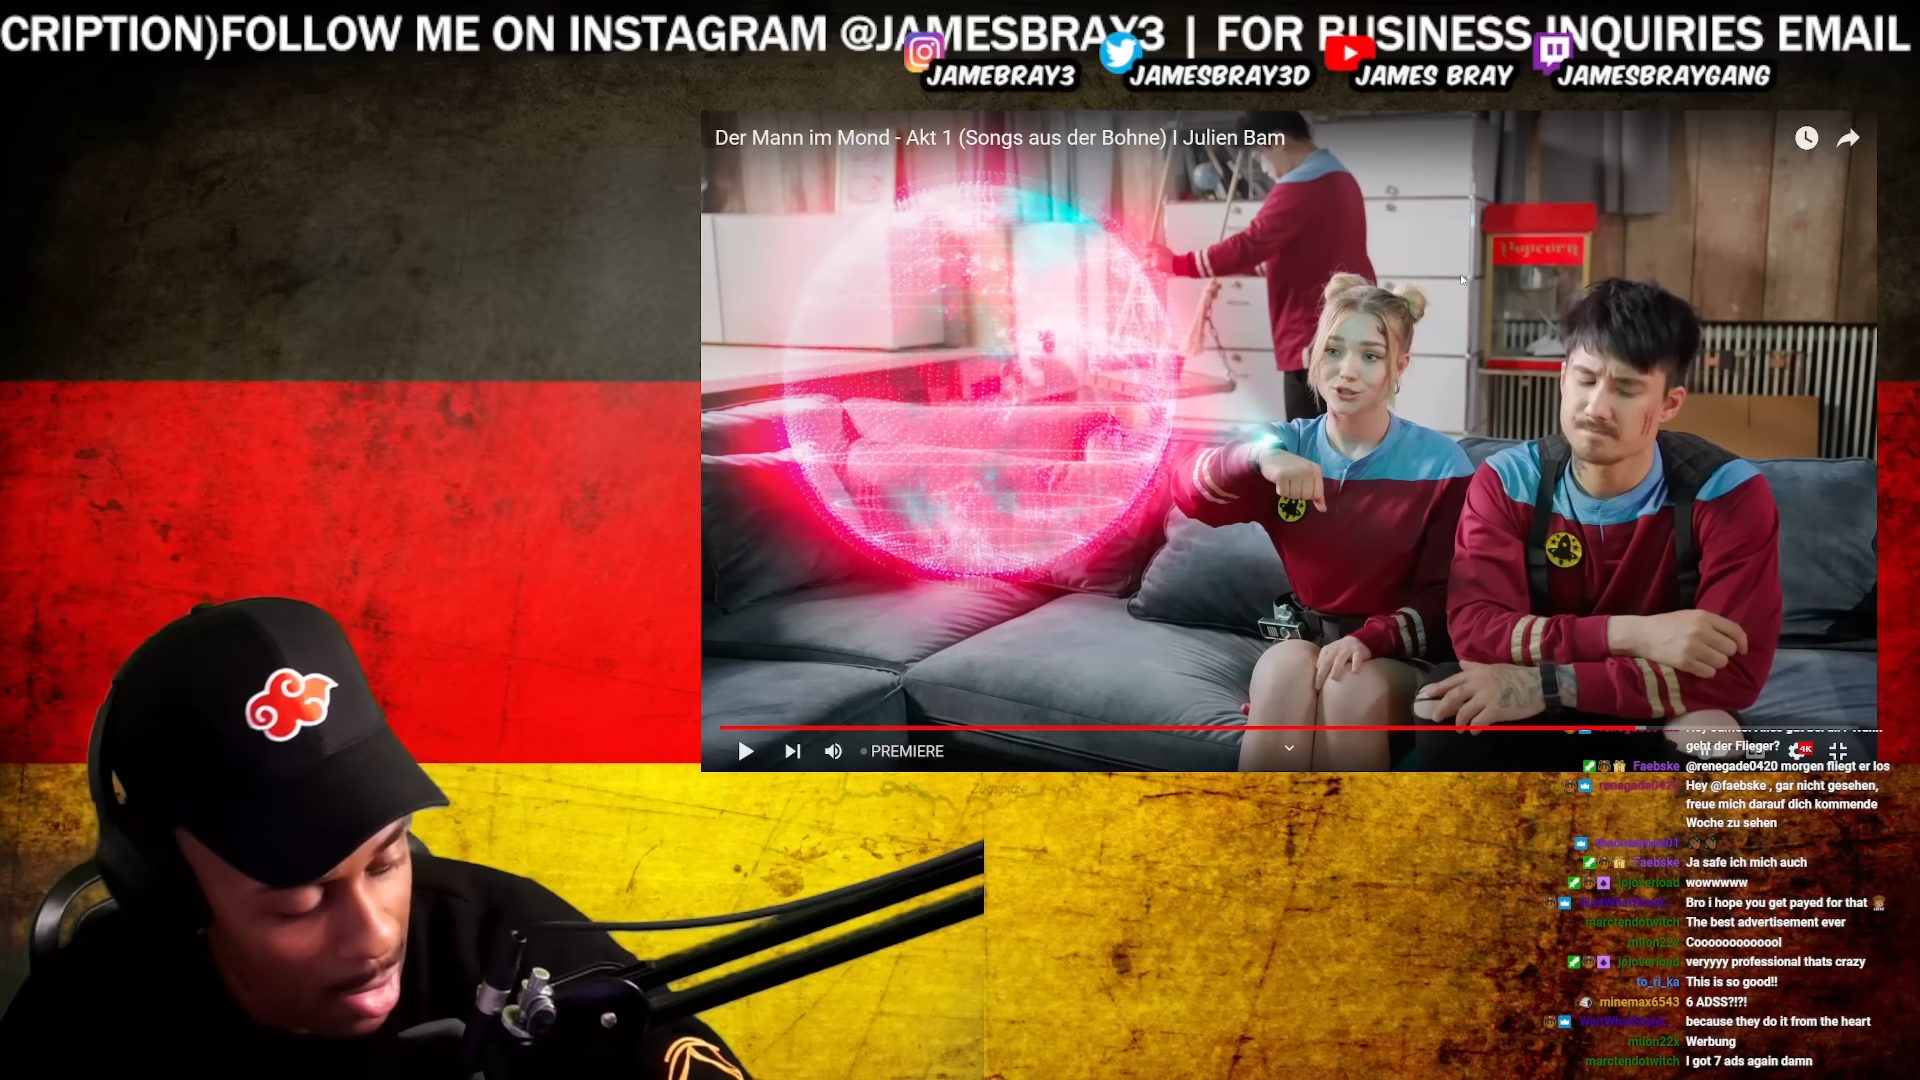 CRIPTION)FOLLOW ME ON INSTAGRAM @JAMESBRAY3 | FOR BUSINESS INQUIRIES EMAIL
JAMEBRAY3
JAMESBRAY3D
JAMES BRAY
JAMESBRAYGANG
Der Mann im Mond - Akt 1 (Songs aus der Bohne) I Julien Bam
Popcorn
PREMIERE
4K
geht der Flieger?
Faebske @renegade0420 morgen fliegt er los
renegade0420 Hey @faebske , gar nicht gesehen,
freue mich darauf dich kommende
Woche zu sehen
Zugspitze
Faebske Ja safe ich mich auch
jojoverload wowwwww
Bro i hope you get payed for that
marctendotwitch The best advertisement ever
milon22x Cooooooooooool
jojoverload veryyyy professional thats crazy
to_ri_ka This is so good!!
minemax6543 6 ADSS?!?!
because they do it from the heart
milon22x Werbung
marctendotwitch I got 7 ads again damn